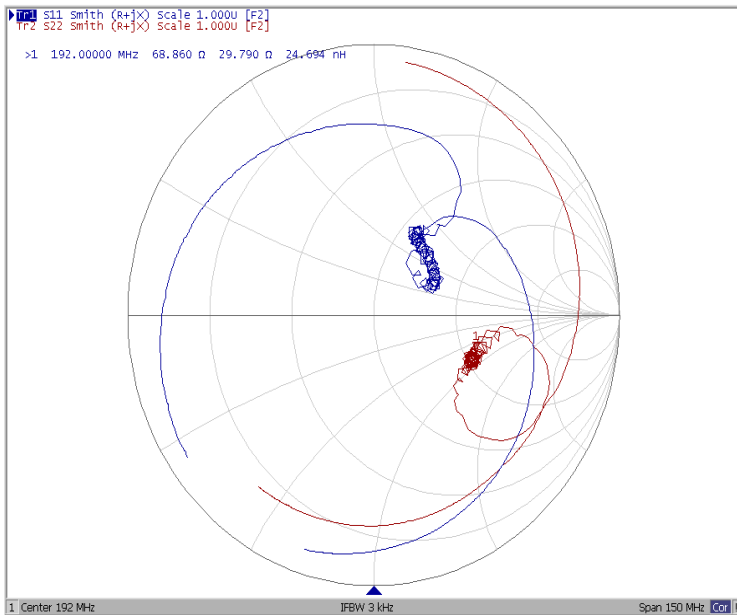 Tr1 S11 Smith (R+jX) Scale 1.000U [F2]
Tr2 S22 Smith (R+jX) Scale 1.000U [F2]
>1 192.00000 MHz 68.860 Ω 29.790 Ω 24.694 nH
1
1 Center 192 MHz IFBW 3 kHz Span 150 MHz Cor